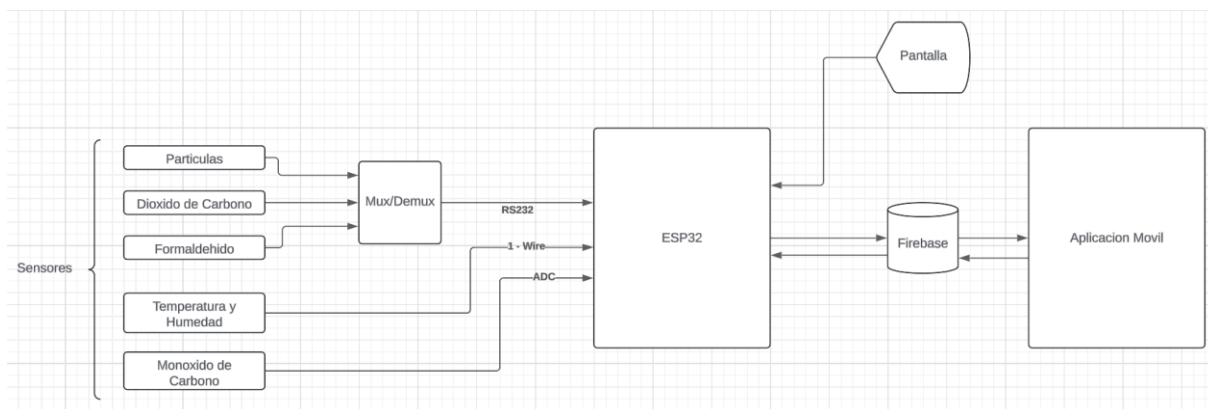 Pantalla
Particulas
Dioxido de Carbono
Mux/Demux
RS232
Formaldehido
1 - Wire
ESP32
Firebase
Aplicacion Movil
Sensores
ADC
Temperatura y
Humedad
Monoxido de
Carbono